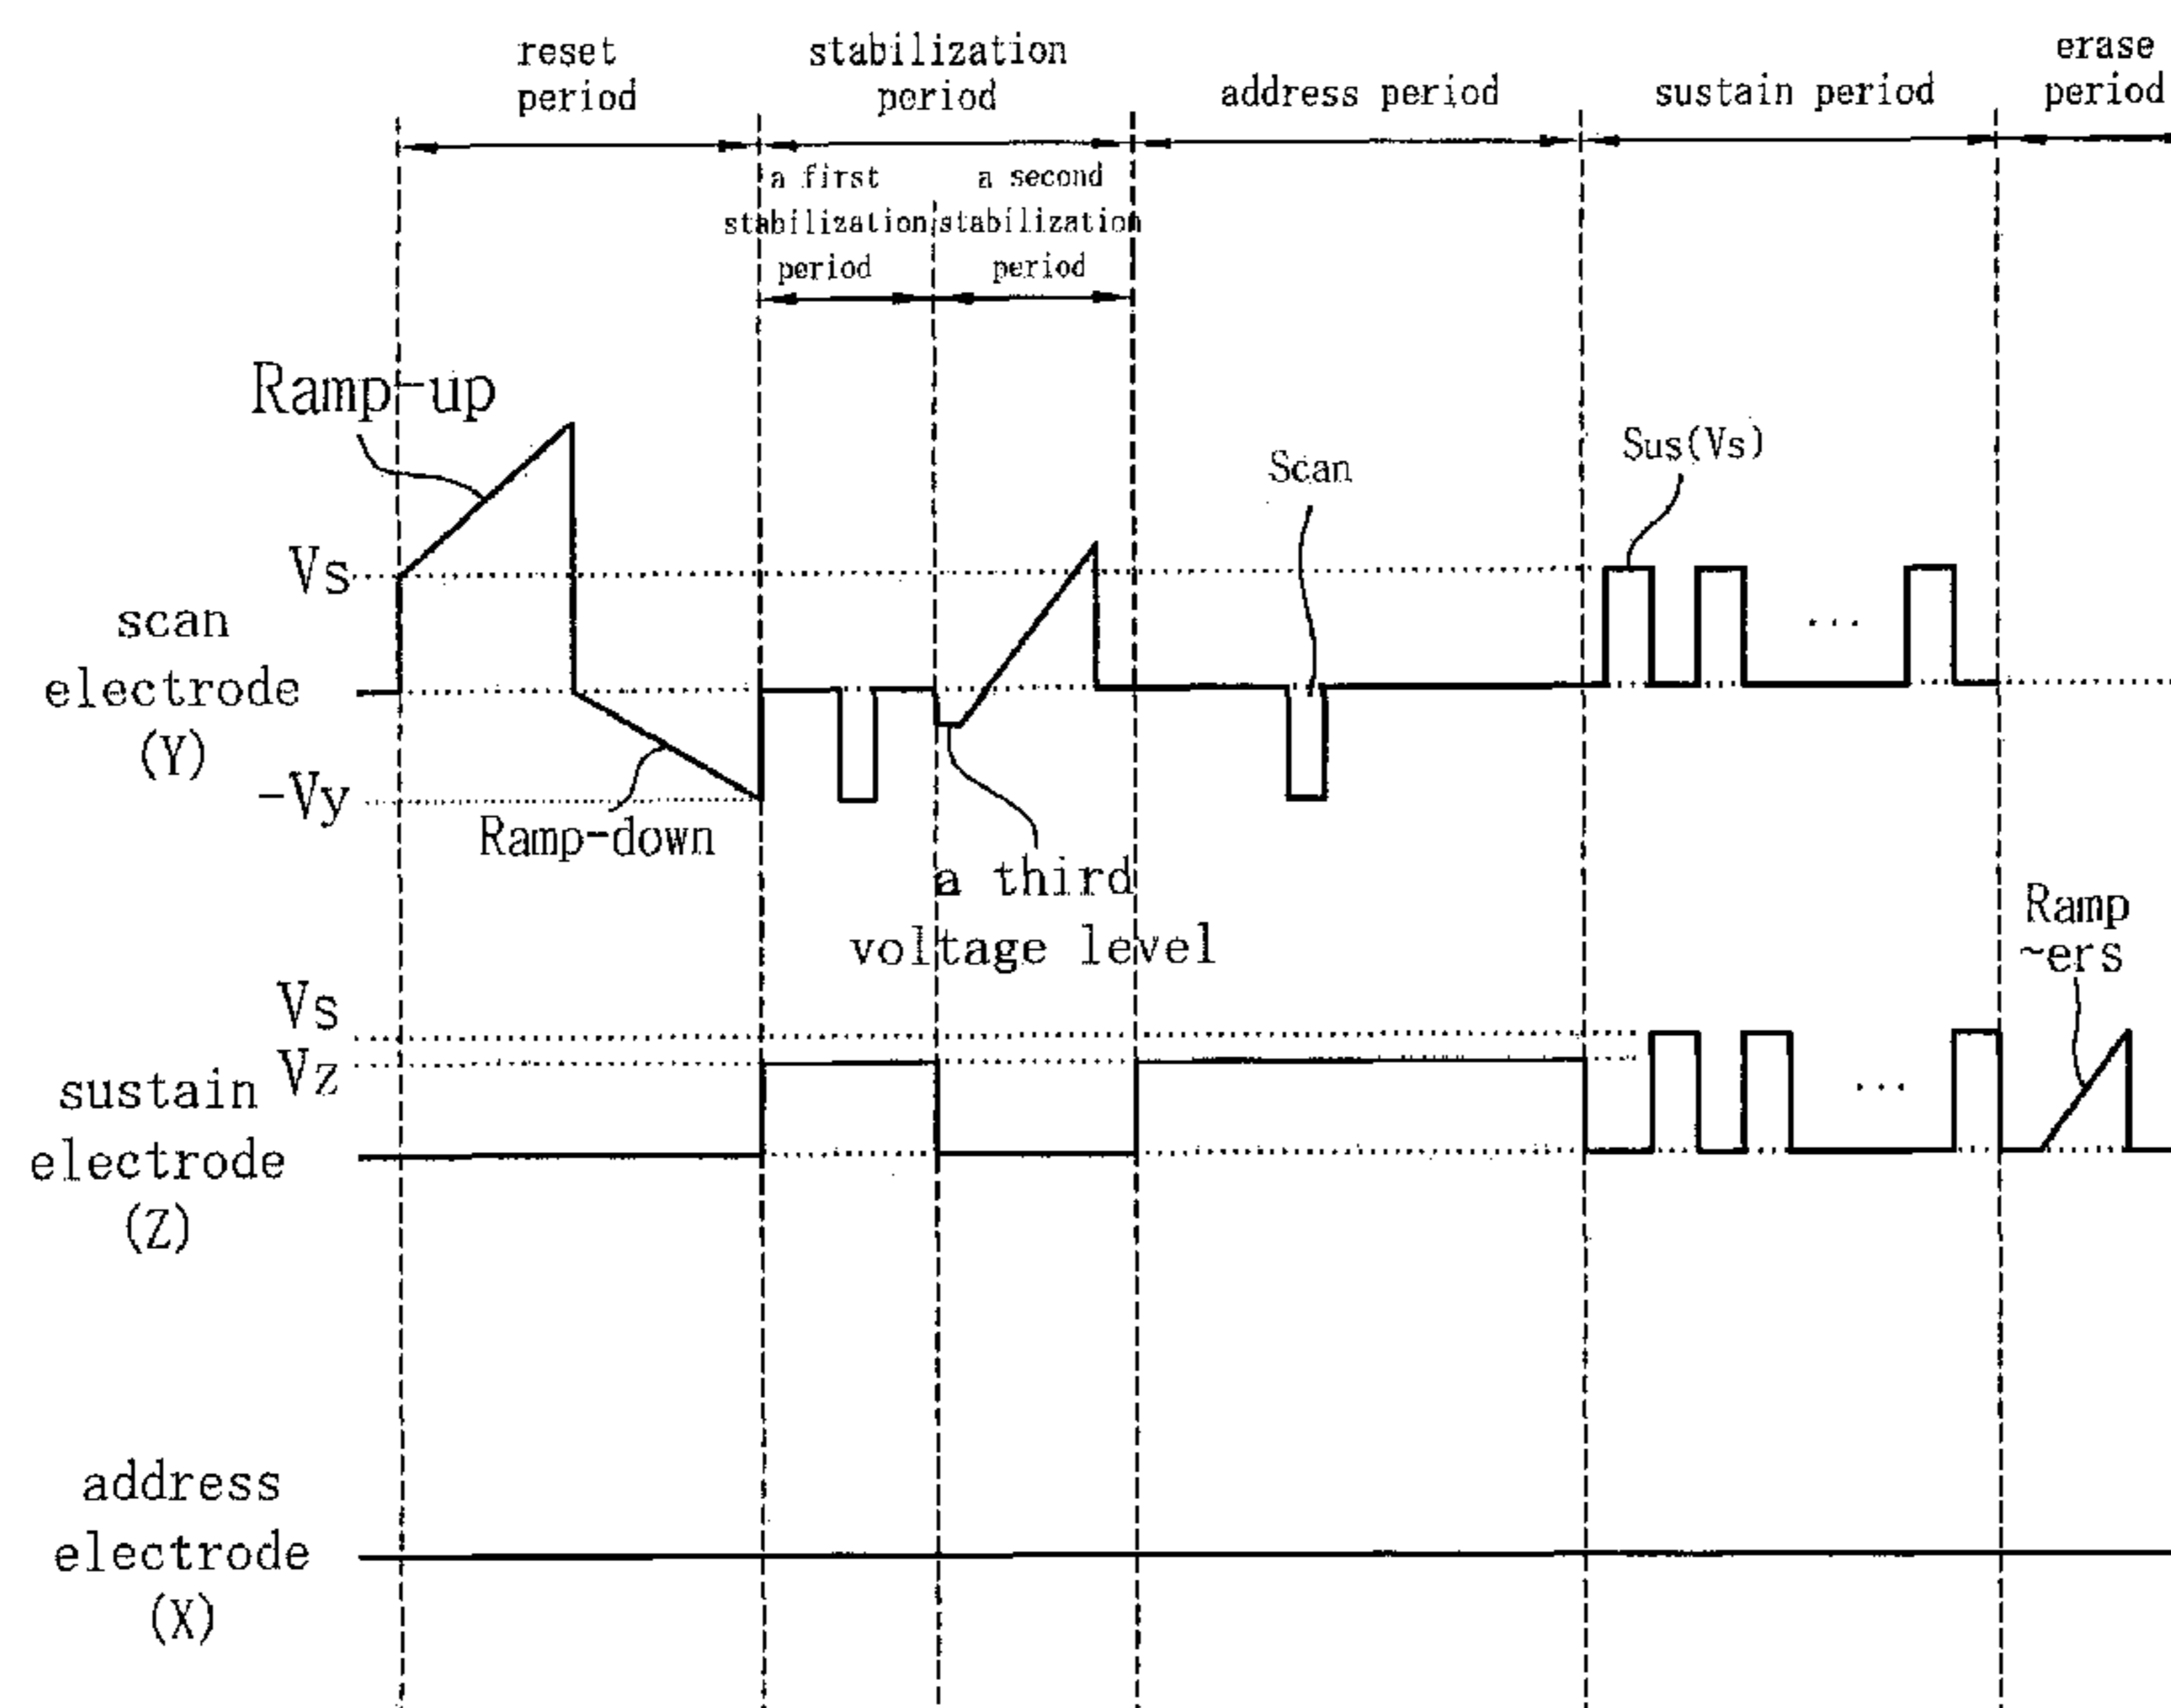 reset
period
stabilization
period
address period
sustain period
erase
period
a first
stabilization
period
a second
stabilization
period
Ramp-up
Vs
scan
electrode
(Y)
-Vy
Ramp-down
a third
voltage level
Scan
Sus(Vs)
...
Vs
Vz
sustain
electrode
(Z)
...
Ramp
~ers
address
electrode
(X)